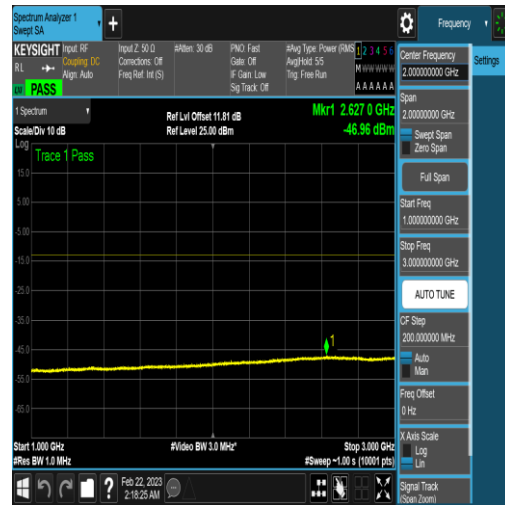 Spectrum Analyzer 1
Swept SA
+
Frequency
KEYSIGHT
Input: RF
Coupling: DC
Align: Auto
Input Z: 50 Ω
Corrections: Off
Freq Ref: Int (S)
#Atten: 30 dB
PNO: Fast
Gate: Off
IF Gain: Low
Sig Track: Off
#Avg Type: Power (RMS
Avg|Hold: 5/5
Trig: Free Run
1 2 3 4 5 6
M W W W W W
A A A A A A
R L
PASS
1 Spectrum
Scale/Div 10 dB
Ref Lvl Offset 11.81 dB
Ref Level 25.00 dBm
Mkr1 2.627 0 GHz
-46.96 dBm
Log
Trace 1 Pass
15.0
5.00
-5.00
-15.0
-25.0
-35.0
-45.0
-55.0
-65.0
1
Start 1.000 GHz
#Res BW 1.0 MHz
#Video BW 3.0 MHz*
Stop 3.000 GHz
#Sweep ~1.00 s (10001 pts)
Feb 22, 2023
2:18:25 AM
?
Center Frequency
2.000000000 GHz
Settings
Span
2.00000000 GHz
Swept Span
Zero Span
Full Span
Start Freq
1.000000000 GHz
Stop Freq
3.000000000 GHz
AUTO TUNE
CF Step
200.000000 MHz
Auto
Man
Freq Offset
0 Hz
X Axis Scale
Log
Lin
Signal Track
(Span Zoom)